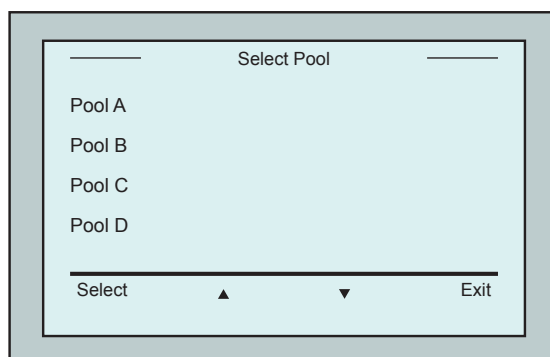 Select Pool
Pool A
Pool B
Pool C
Pool D
Select ▲ ▼ Exit